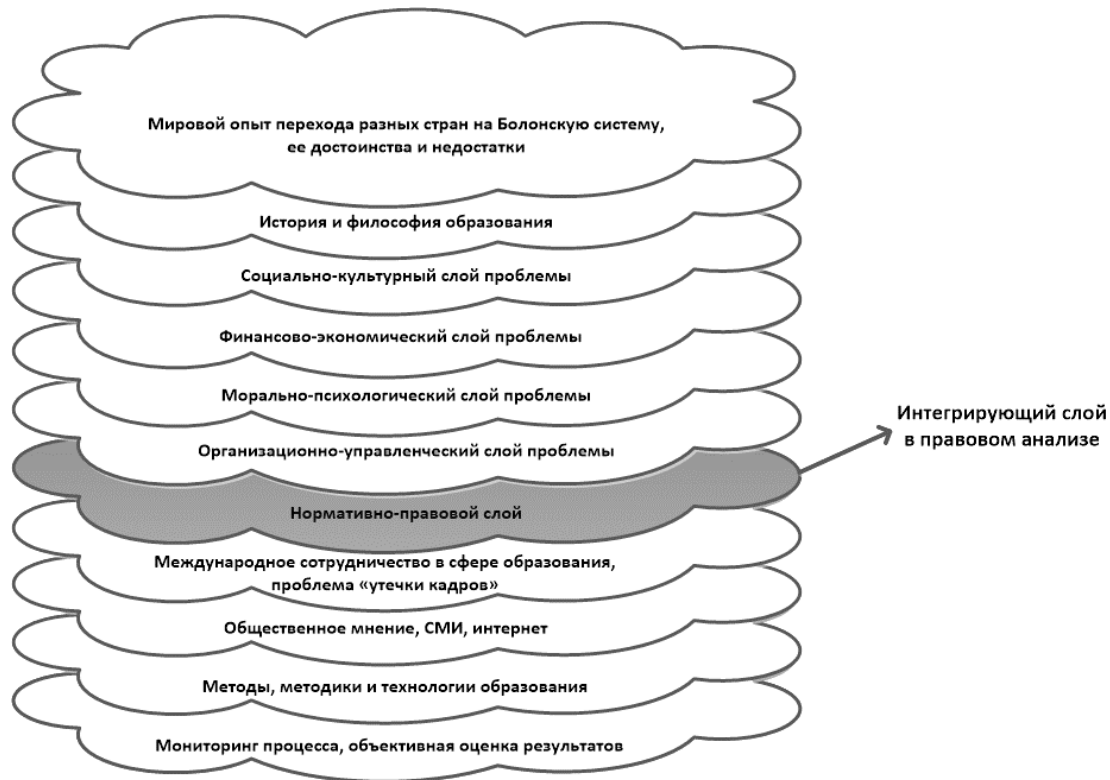 Мировой опыт перехода разных стран на Болонскую систему,
ее достоинства и недостатки
История и философия образования
Социально-культурный слой проблемы
Финансово-экономический слой проблемы
Морально-психологический слой проблемы
Организационно-управленческий слой проблемы
Нормативно-правовой слой
Международное сотрудничество в сфере образования,
проблема «утечки кадров»
Общественное мнение, СМИ, интернет
Методы, методики и технологии образования
Мониторинг процесса, объективная оценка результатов
Интегрирующий слой
в правовом анализе